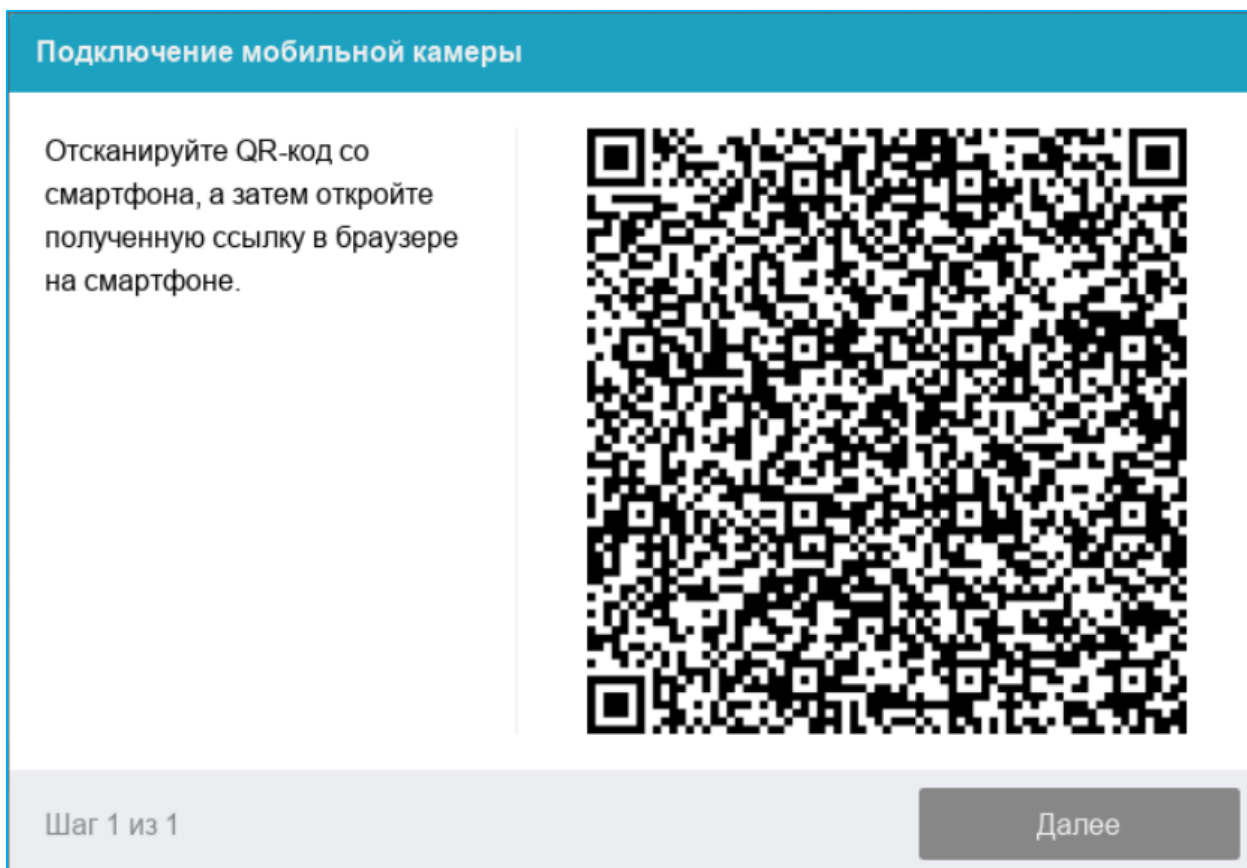 Подключение мобильной камеры
Отсканируйте QR-код со
смартфона, а затем откройте
полученную ссылку в браузере
на смартфоне.
Шаг 1 из 1
Далее